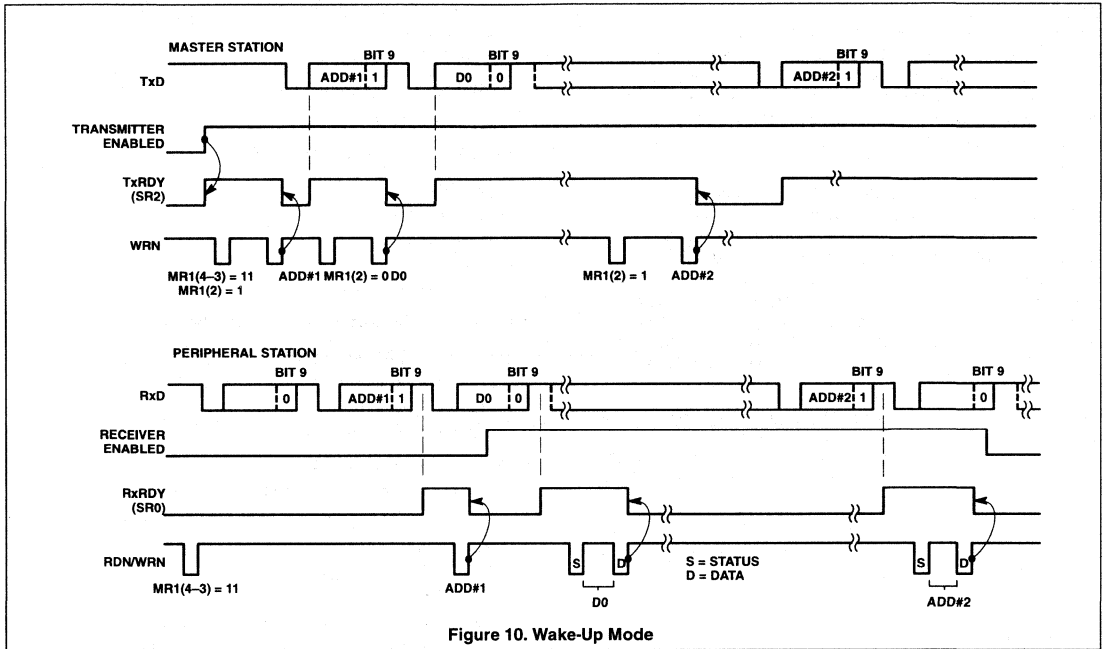 MASTER STATION
BIT 9 BIT 9 BIT 9
TxD ADD#1 1 D0 0 ADD#2 1
TRANSMITTER
ENABLED
TxRDY
(SR2)
WRN
MR1(4–3) = 11 ADD#1 MR1(2) = 0 D0 MR1(2) = 1 ADD#2
MR1(2) = 1
PERIPHERAL STATION
BIT 9 BIT 9 BIT 9 BIT 9 BIT 9
RxD 0 ADD#1 1 D0 0 ADD#2 1 0
RECEIVER
ENABLED
RxRDY
(SR0)
RDN/WRN S D S = STATUS S D
D = DATA
MR1(4–3) = 11 ADD#1 D0 ADD#2
Figure 10. Wake-Up Mode